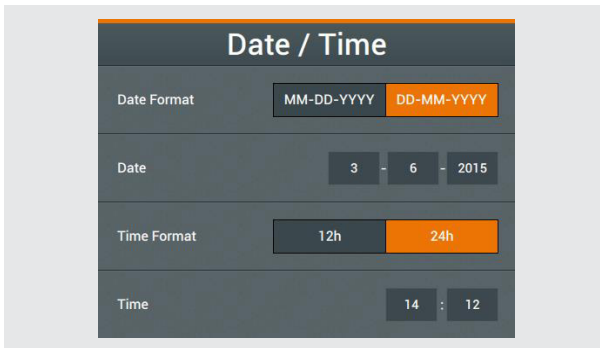 Date / Time
Date Format MM-DD-YYYY DD-MM-YYYY
Date 3 - 6 - 2015
Time Format 12h 24h
Time 14 : 12